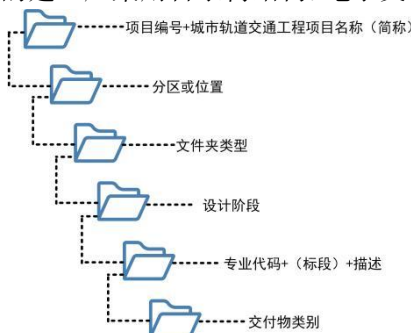 项目编号+城市轨道交通工程项目名称（简称）
分区或位置
文件夹类型
设计阶段
专业代码+（标段）+描述
交付物类别